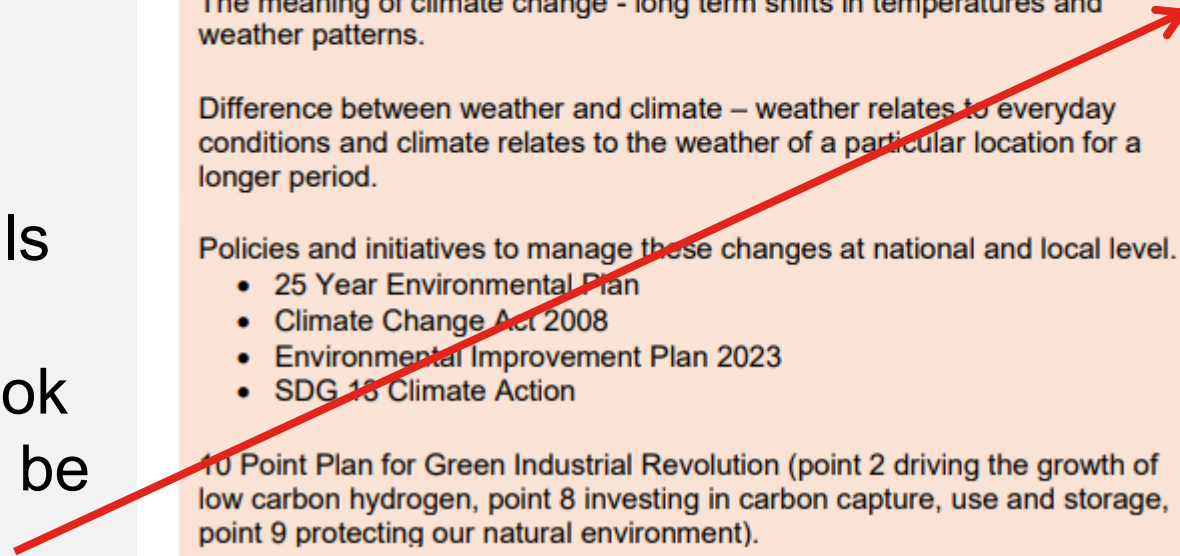 The meaning of climate change - long term shifts in temperatures and
weather patterns.
Difference between weather and climate – weather relates to everyday
conditions and climate relates to the weather of a particular location for a
longer period.
Policies and initiatives to manage these changes at national and local level.
• 25 Year Environmental Plan
• Climate Change Act 2008
• Environmental Improvement Plan 2023
• SDG 13 Climate Action
10 Point Plan for Green Industrial Revolution (point 2 driving the growth of
low carbon hydrogen, point 8 investing in carbon capture, use and storage,
point 9 protecting our natural environment).
ls
ok
be